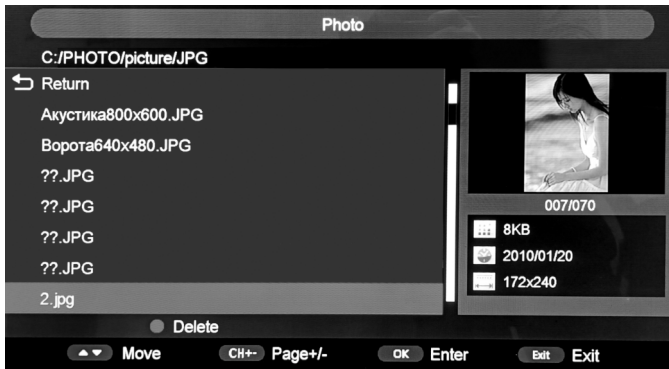 Photo
C:/PHOTO/picture/JPG
Return
Акустика800x600.JPG
Ворота640x480.JPG
??.JPG
??.JPG
??.JPG
??.JPG
2.jpg
007/070
8KB
2010/01/20
172x240
Delete
Move CH+- Page+/- OK Enter Exit Exit